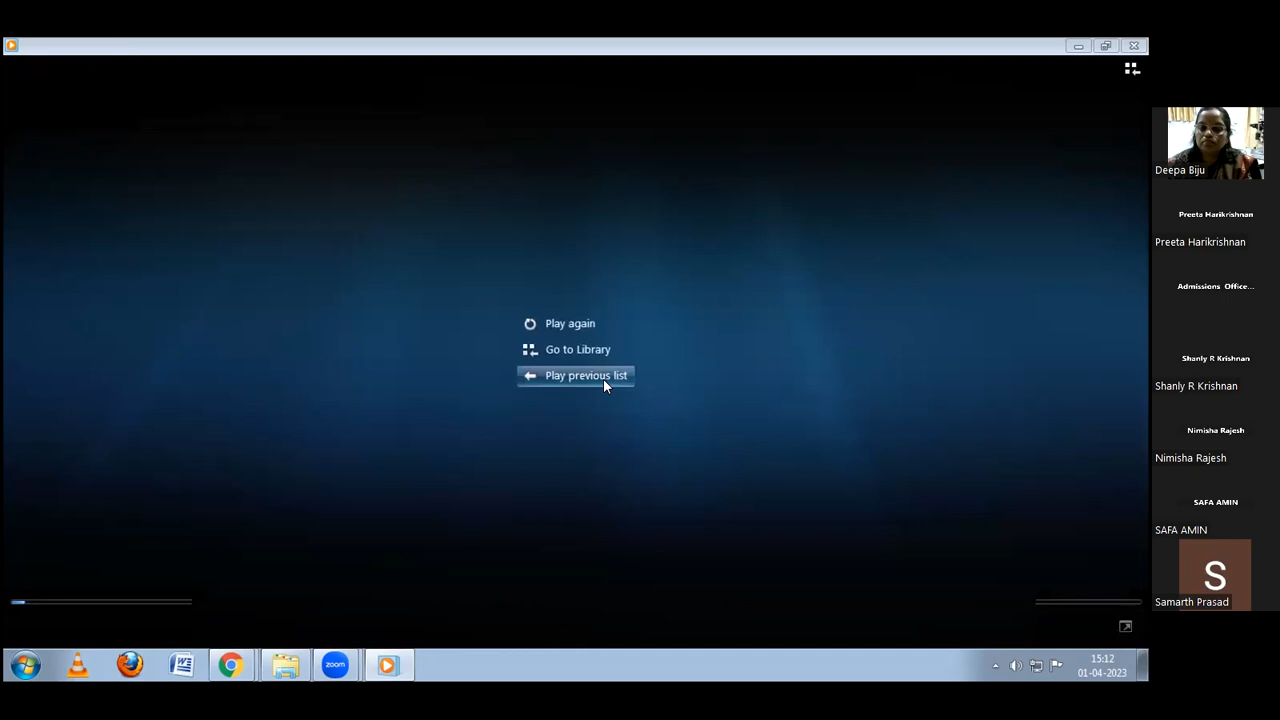 Play again
Go to Library
Play previous list
Deepa Biju
Preeta Harikrishnan
Preeta Harikrishnan
Admissions Office...
Shanly R Krishnan
Shanly R Krishnan
Nimisha Rajesh
Nimisha Rajesh
SAFA AMIN
SAFA AMIN
S
Samarth Prasad
zoom
15:12
01-04-2023